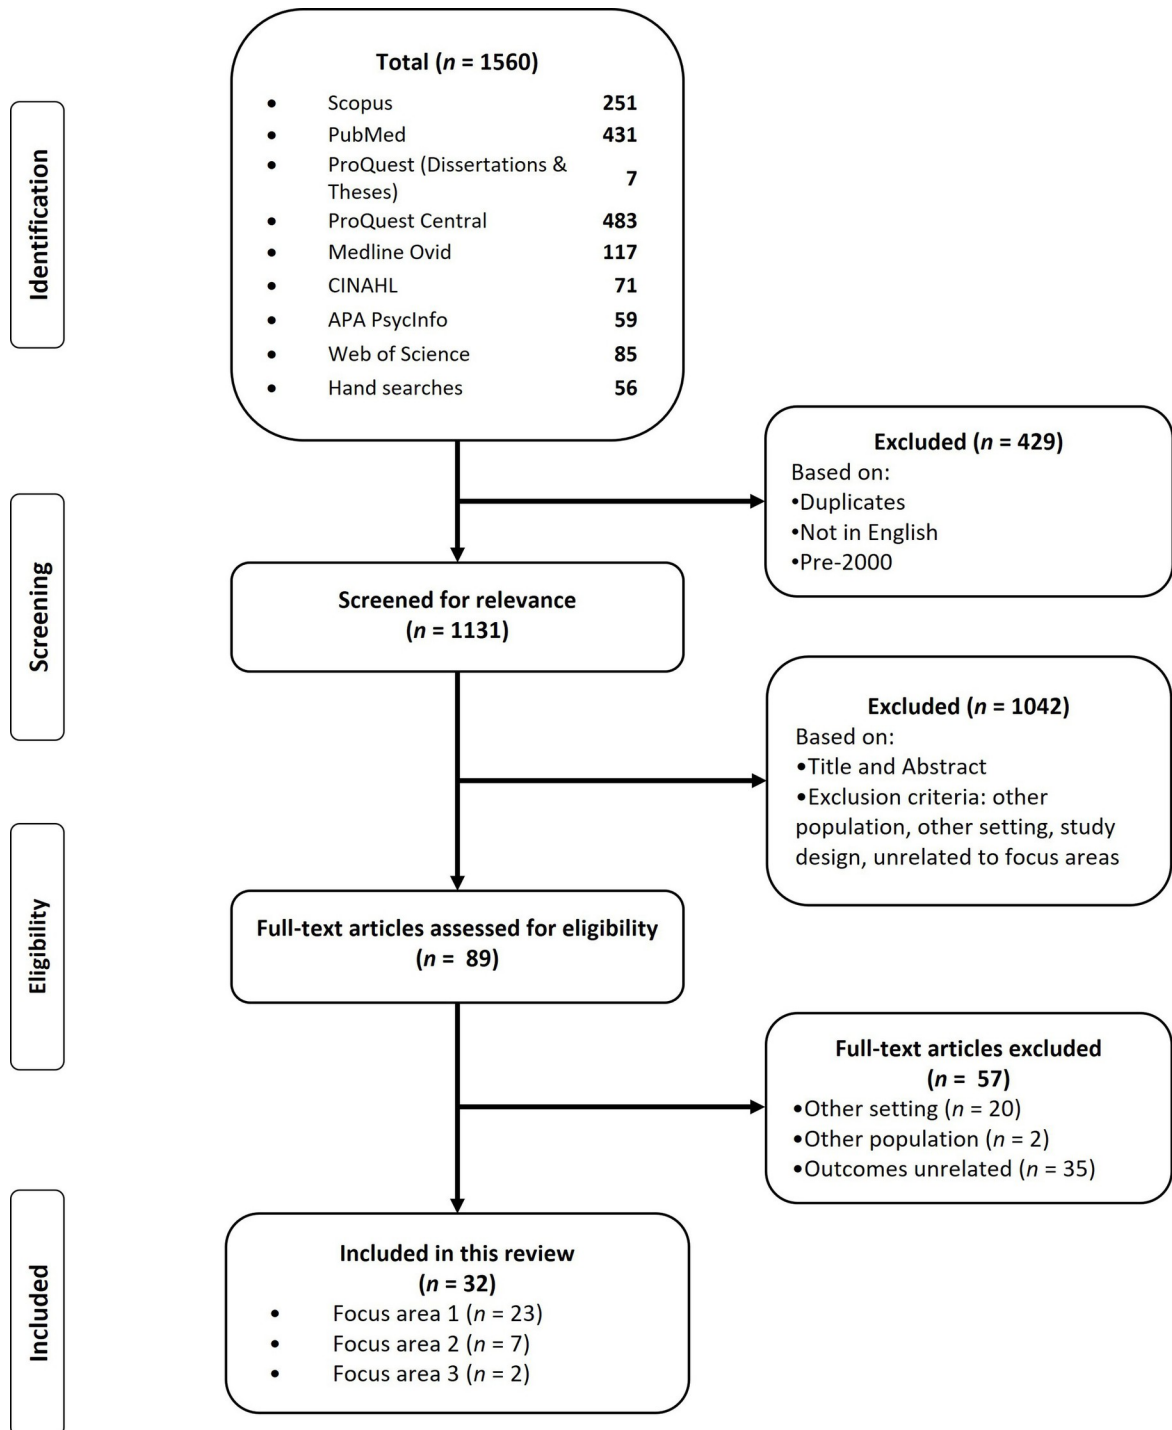 Identification
Total (n = 1560)
• Scopus 251
• PubMed 431
• ProQuest (Dissertations &
Theses) 7
• ProQuest Central 483
• Medline Ovid 117
• CINAHL 71
• APA PsycInfo 59
• Web of Science 85
• Hand searches 56
Excluded (n = 429)
Based on:
•Duplicates
•Not in English
•Pre-2000
Screening
Screened for relevance
(n = 1131)
Excluded (n = 1042)
Based on:
•Title and Abstract
•Exclusion criteria: other
population, other setting, study
design, unrelated to focus areas
Eligibility
Full-text articles assessed for eligibility
(n = 89)
Full-text articles excluded
(n = 57)
•Other setting (n = 20)
•Other population (n = 2)
•Outcomes unrelated (n = 35)
Included
Included in this review
(n = 32)
• Focus area 1 (n = 23)
• Focus area 2 (n = 7)
• Focus area 3 (n = 2)